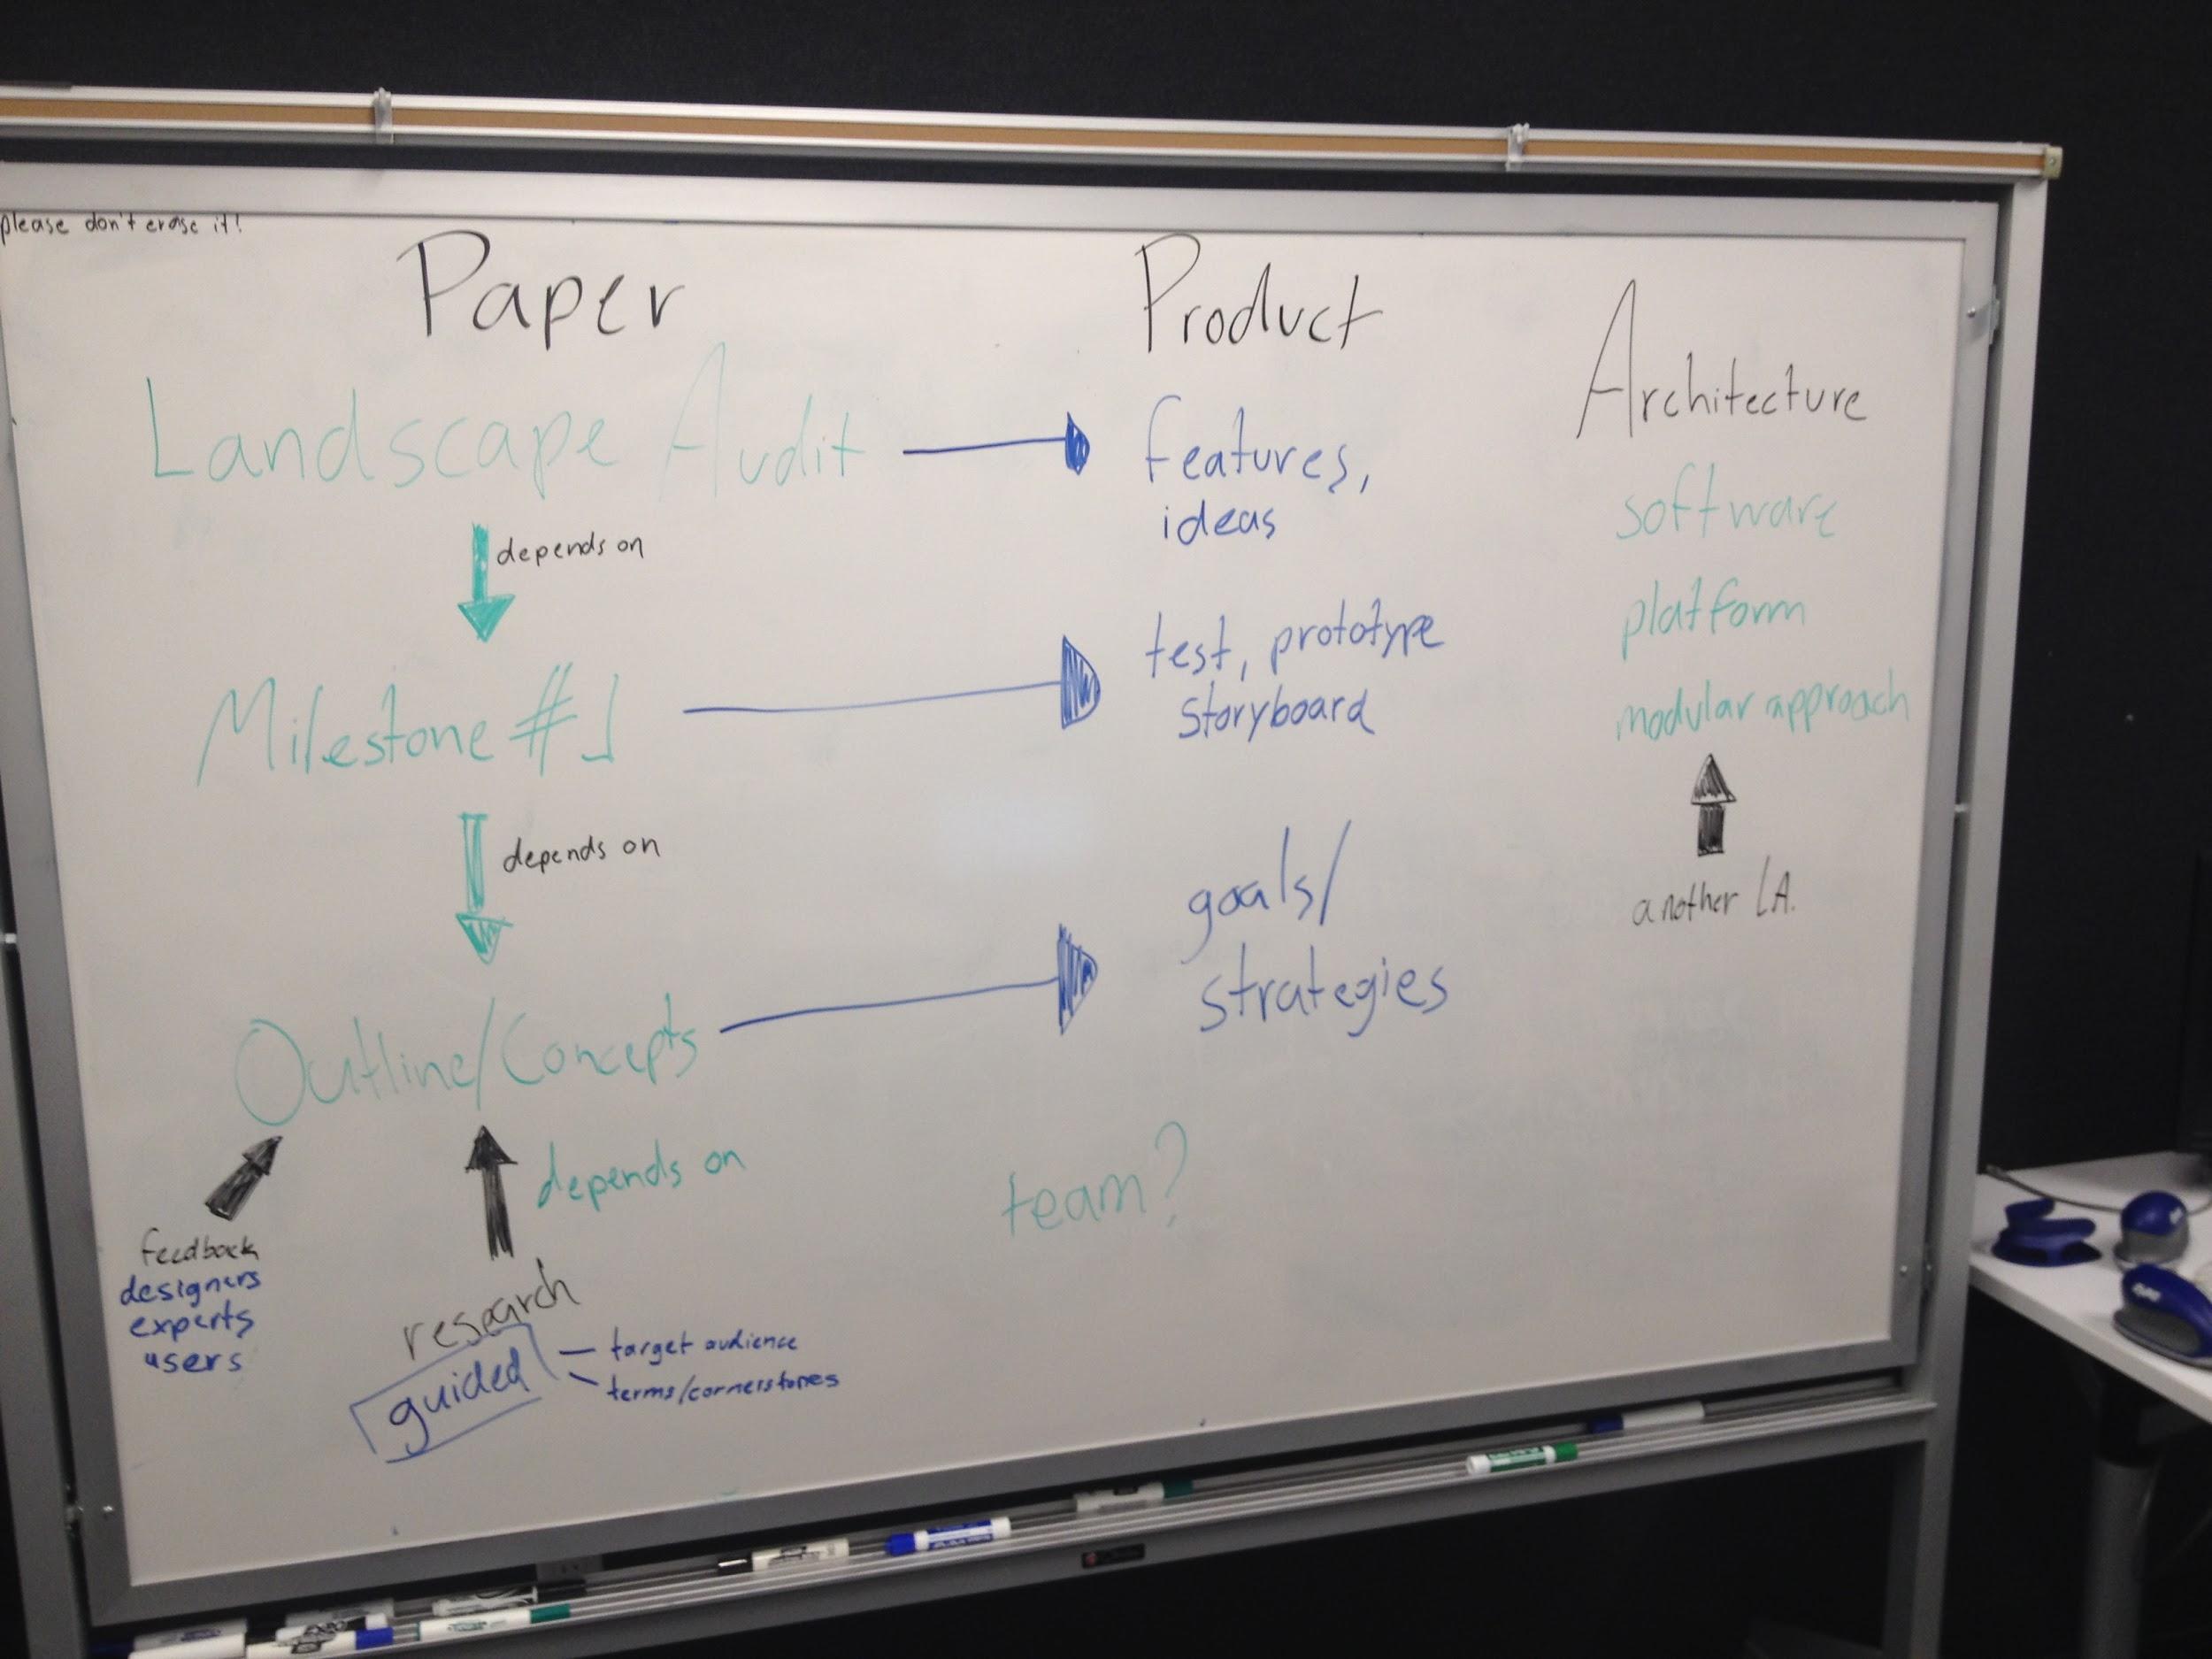 please don't erase it!
Paper
Product
Architecture
Landscape Audit
features,
ideas
software
depends on
platform
test, prototype
storyboard
modular approach
Milestone #1
depends on
goals/
strategies
another L.A.
Outline/Concepts
depends on
team?
feedback
designers
experts
users
research
guided
target audience
terms/cornerstones